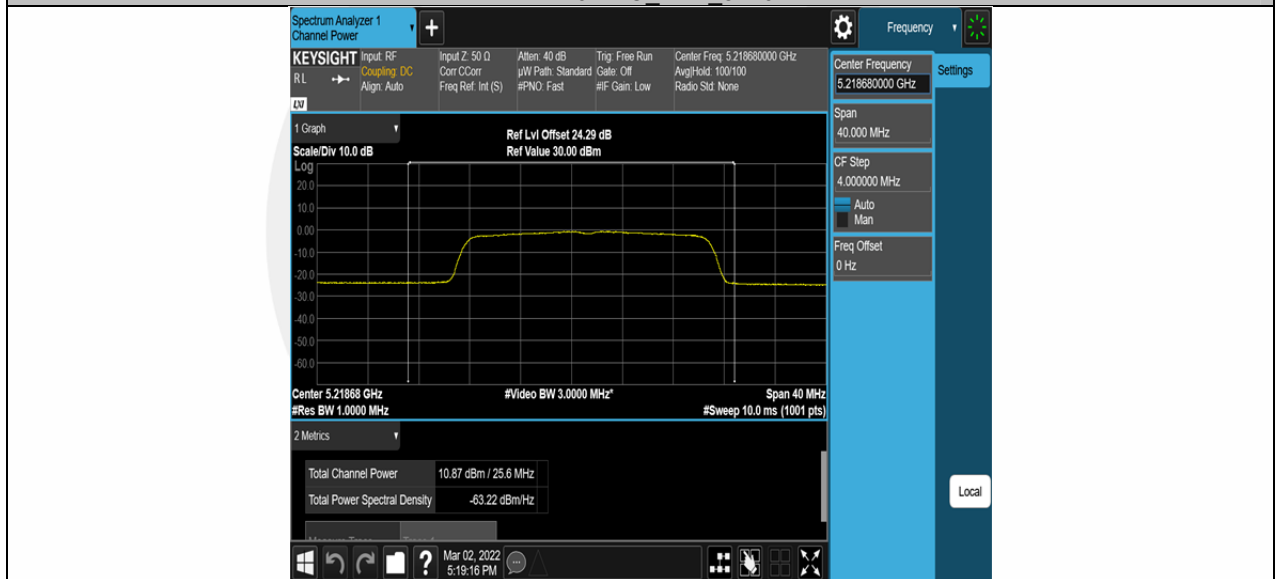 Spectrum Analyzer 1
Channel Power
+
Frequency
KEYSIGHT
RL
LXI
Input: RF
Coupling: DC
Align: Auto
Input Z: 50 Ω
Corr CCorr
Freq Ref: Int (S)
Atten: 40 dB
µW Path: Standard
#PNO: Fast
Trig: Free Run
Gate: Off
#IF Gain: Low
Center Freq: 5.218680000 GHz
Avg|Hold: 100/100
Radio Std: None
Center Frequency
5.218680000 GHz
Settings
Span
40.000 MHz
CF Step
4.000000 MHz
Auto
Man
Freq Offset
0 Hz
Local
1 Graph
Scale/Div 10.0 dB
Ref Lvl Offset 24.29 dB
Ref Value 30.00 dBm
Log
20.0
10.0
0.00
-10.0
-20.0
-30.0
-40.0
-50.0
-60.0
Center 5.21868 GHz
#Video BW 3.0000 MHz*
Span 40 MHz
#Res BW 1.0000 MHz
#Sweep 10.0 ms (1001 pts)
2 Metrics
Total Channel Power
10.87 dBm / 25.6 MHz
Total Power Spectral Density
-63.22 dBm/Hz
?
Mar 02, 2022
5:19:16 PM